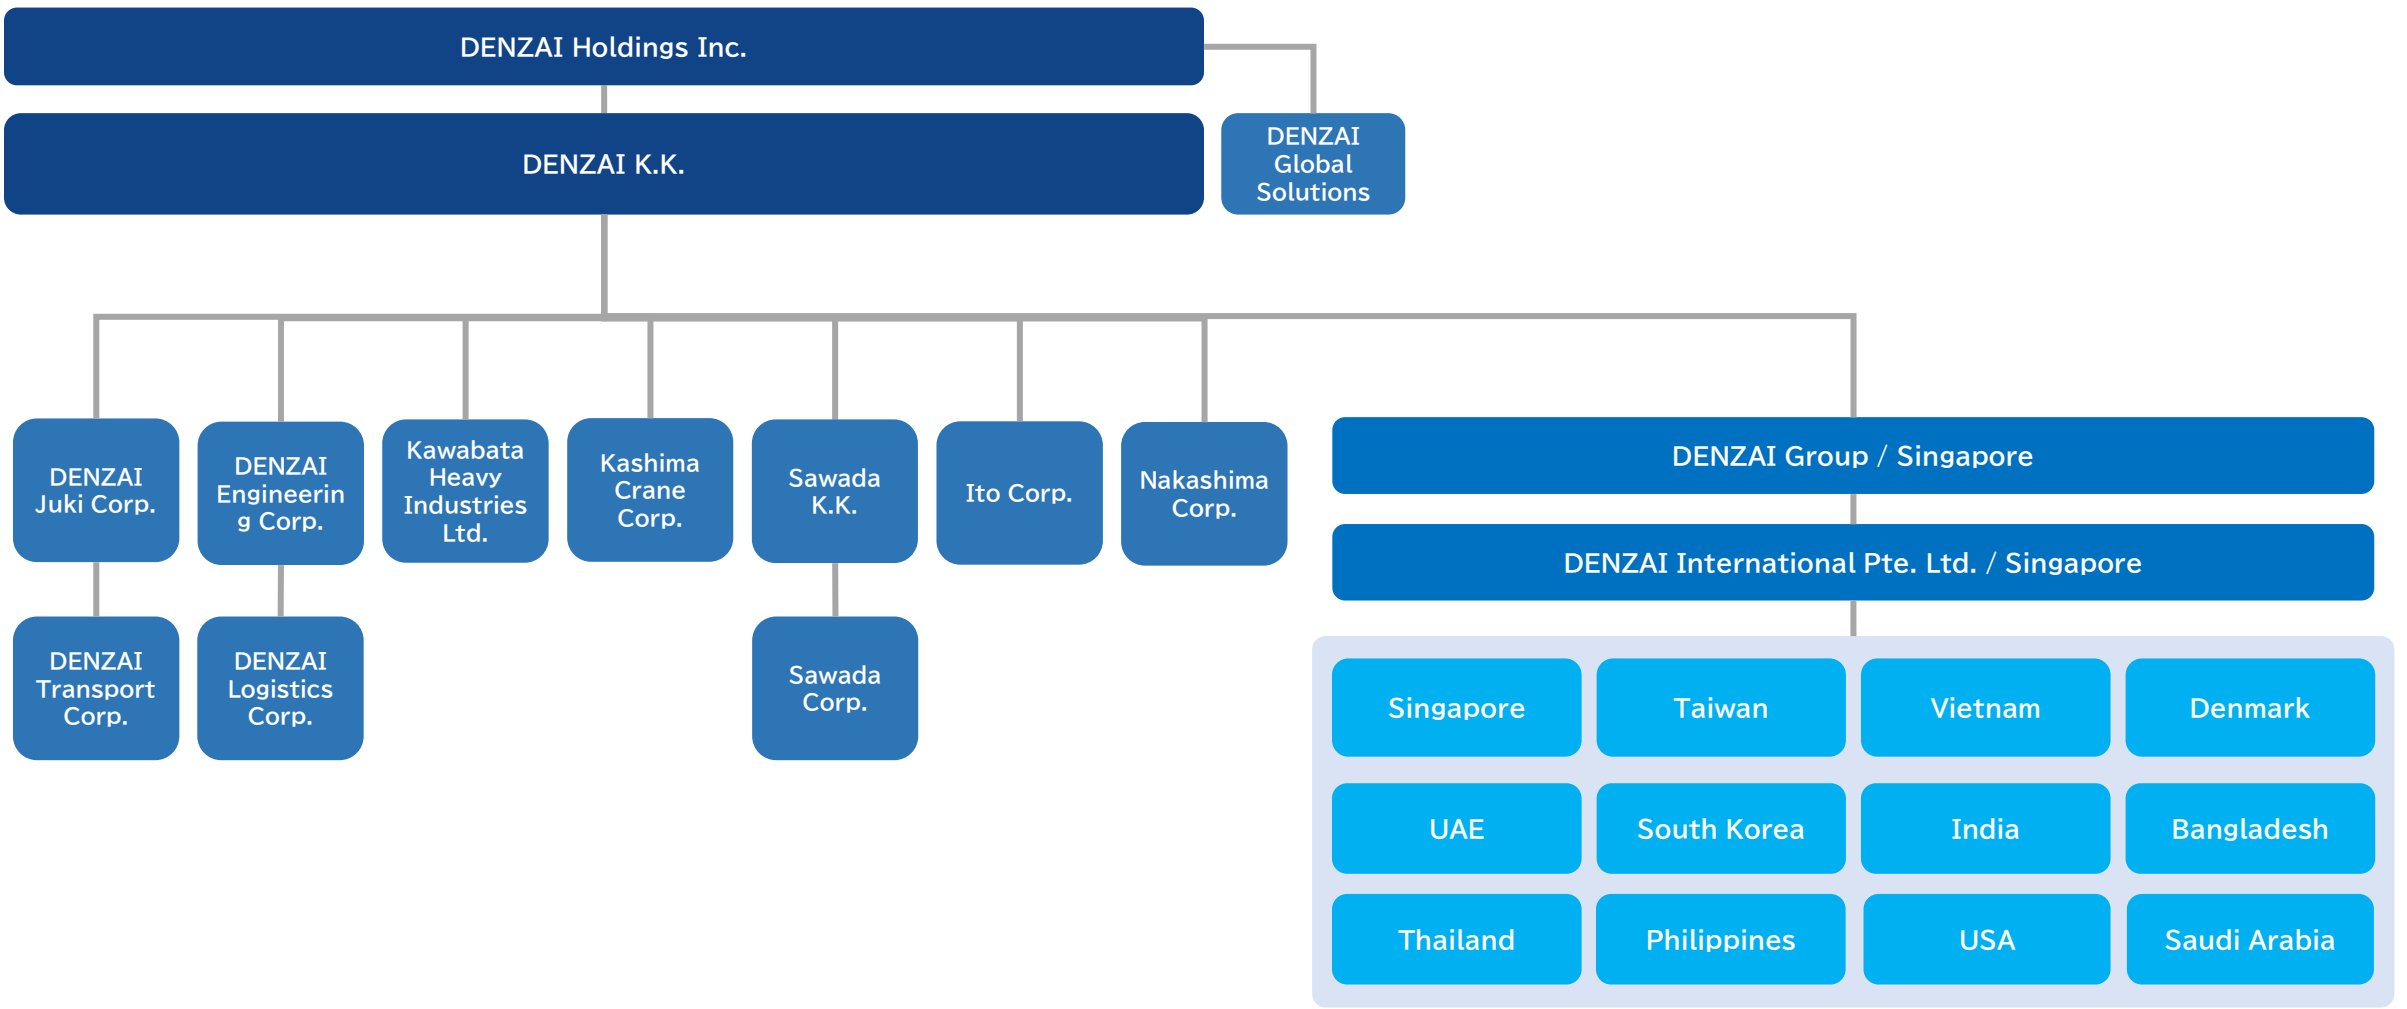 DENZAI Holdings Inc.
DENZAI K.K.
DENZAI
Global
Solutions
DENZAI
Juki Corp.
DENZAI
Engineerin
g Corp.
Kawabata
Heavy
Industries
Ltd.
Kashima
Crane
Corp.
Sawada
K.K.
Ito Corp.
Nakashima
Corp.
DENZAI Group / Singapore
DENZAI International Pte. Ltd. / Singapore
DENZAI
Transport
Corp.
DENZAI
Logistics
Corp.
Sawada
Corp.
Singapore
Taiwan
Vietnam
Denmark
UAE
South Korea
India
Bangladesh
Thailand
Philippines
USA
Saudi Arabia